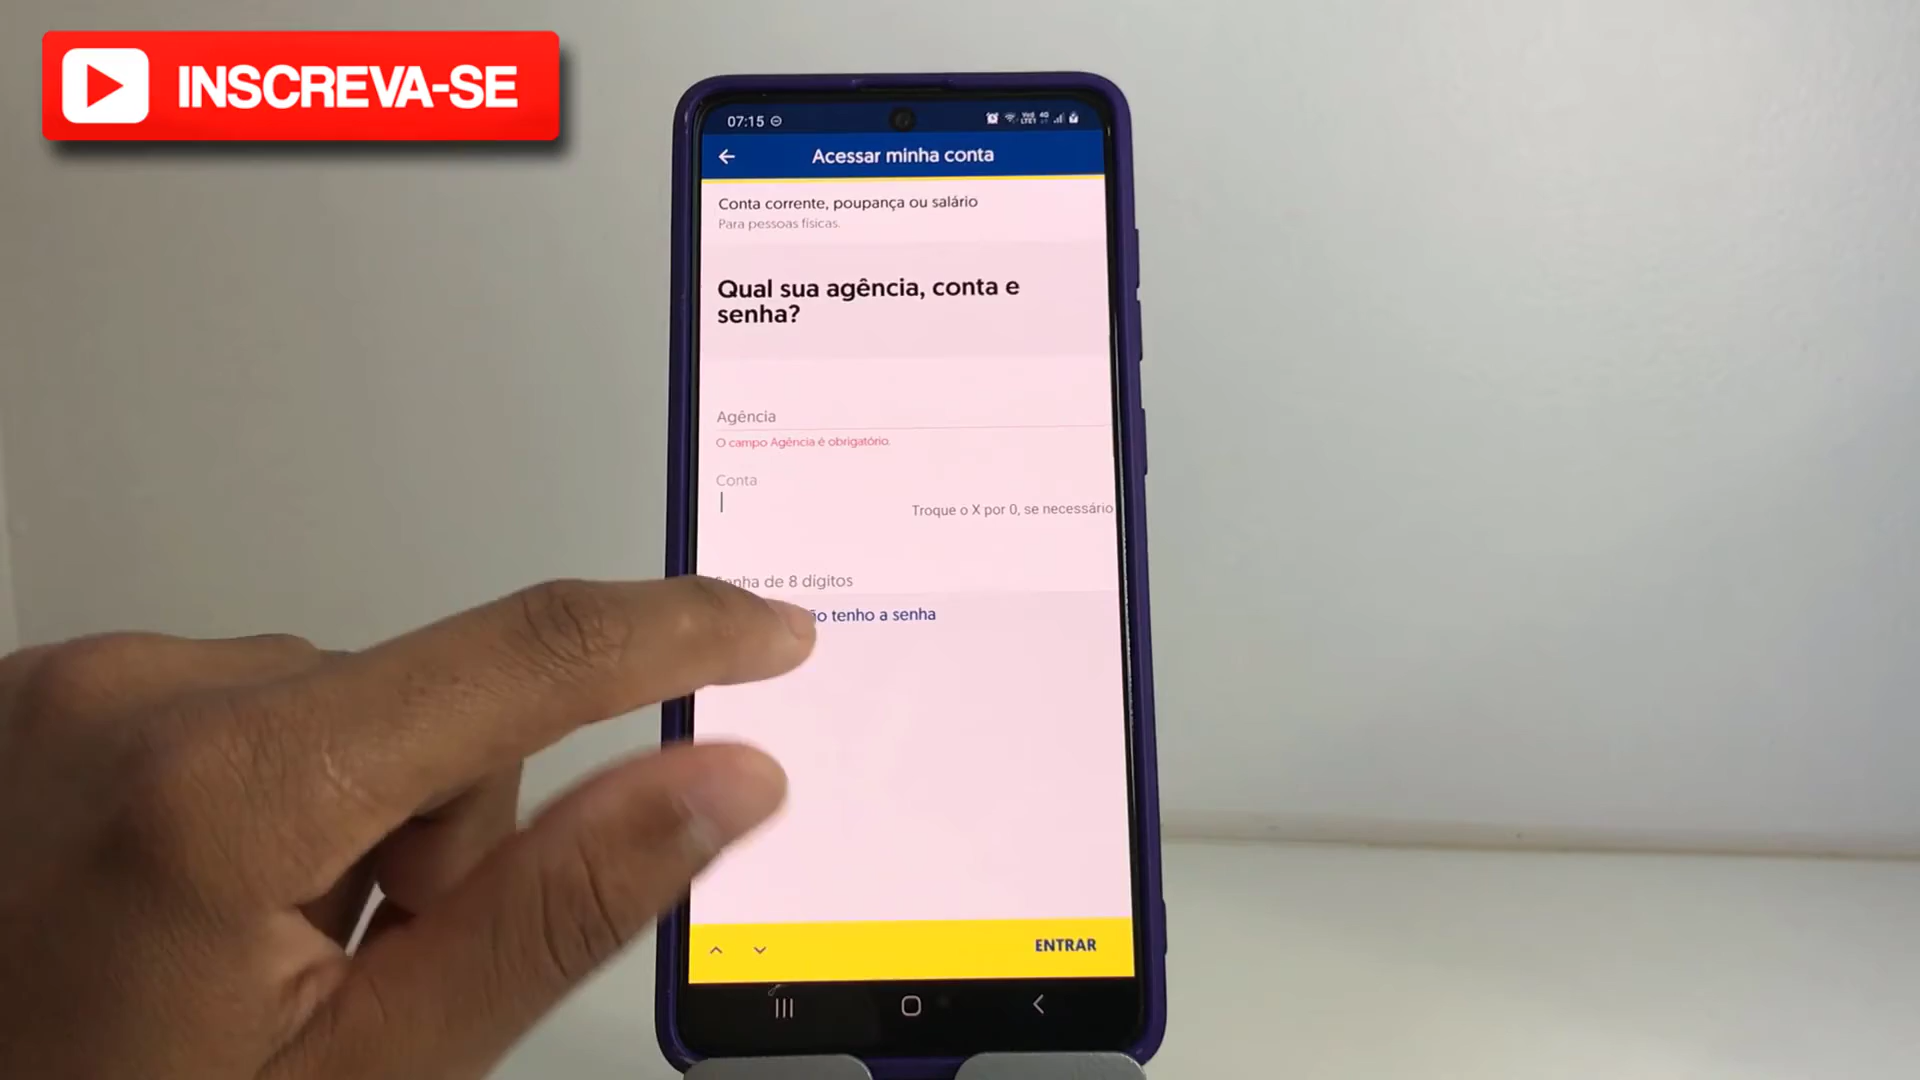 INSCREVA-SE
07:15
Acessar minha conta
Conta corrente, poupança ou salário
Para pessoas físicas.
Qual sua agência, conta e
senha?
Agência
O campo Agência é obrigatório.
Conta
Troque o X por 0, se necessário
Senha de 8 dígitos
tenho a senha
ENTRAR